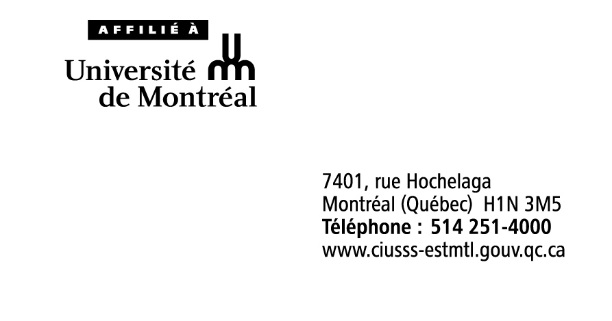 AFFILIÉ À
Université
de Montréal
7401, rue Hochelaga
Montréal (Québec) H1N 3M5
Téléphone : 514 251-4000
www.ciusss-estmtl.gouv.qc.ca